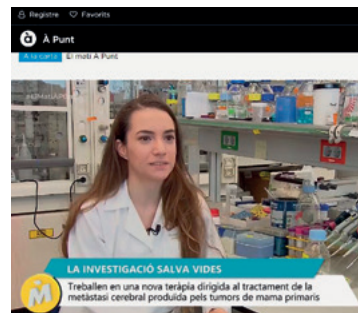 Registre Favorits
À Punt
A la carta El matí À Punt
LA INVESTIGACIÓ SALVA VIDES
Treballen en una nova teràpia dirigida al tractament de la
metàstasi cerebral produïda pels tumors de mama primaris